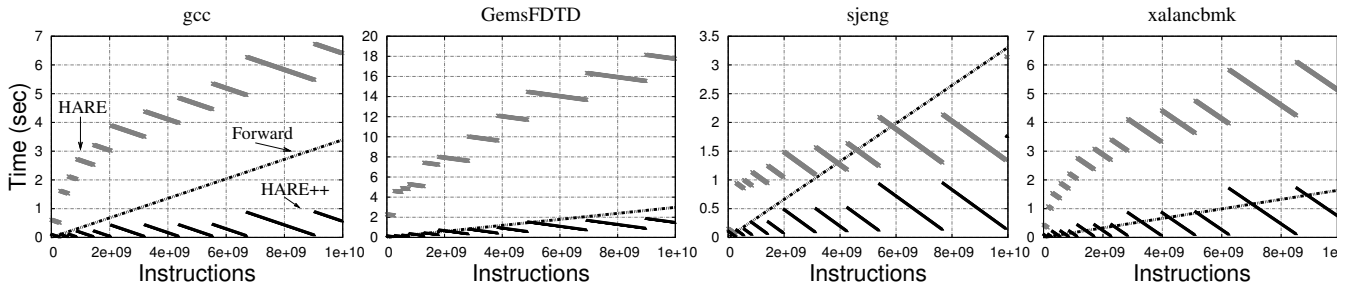 gcc
GemsFDTD
sjeng
xalancbmk
Time (sec)
7
6
5
4
3
2
1
0
HARE
Forward
HARE++
0 2e+09 4e+09 6e+09 8e+09 1e+10
Instructions
20
18
16
14
12
10
8
6
4
2
0
0 2e+09 4e+09 6e+09 8e+09 1e+10
Instructions
3.5
3
2.5
2
1.5
1
0.5
0
0 2e+09 4e+09 6e+09 8e+09 1e+10
Instructions
7
6
5
4
3
2
1
0
0 2e+09 4e+09 6e+09 8e+09 1e+10
Instructions